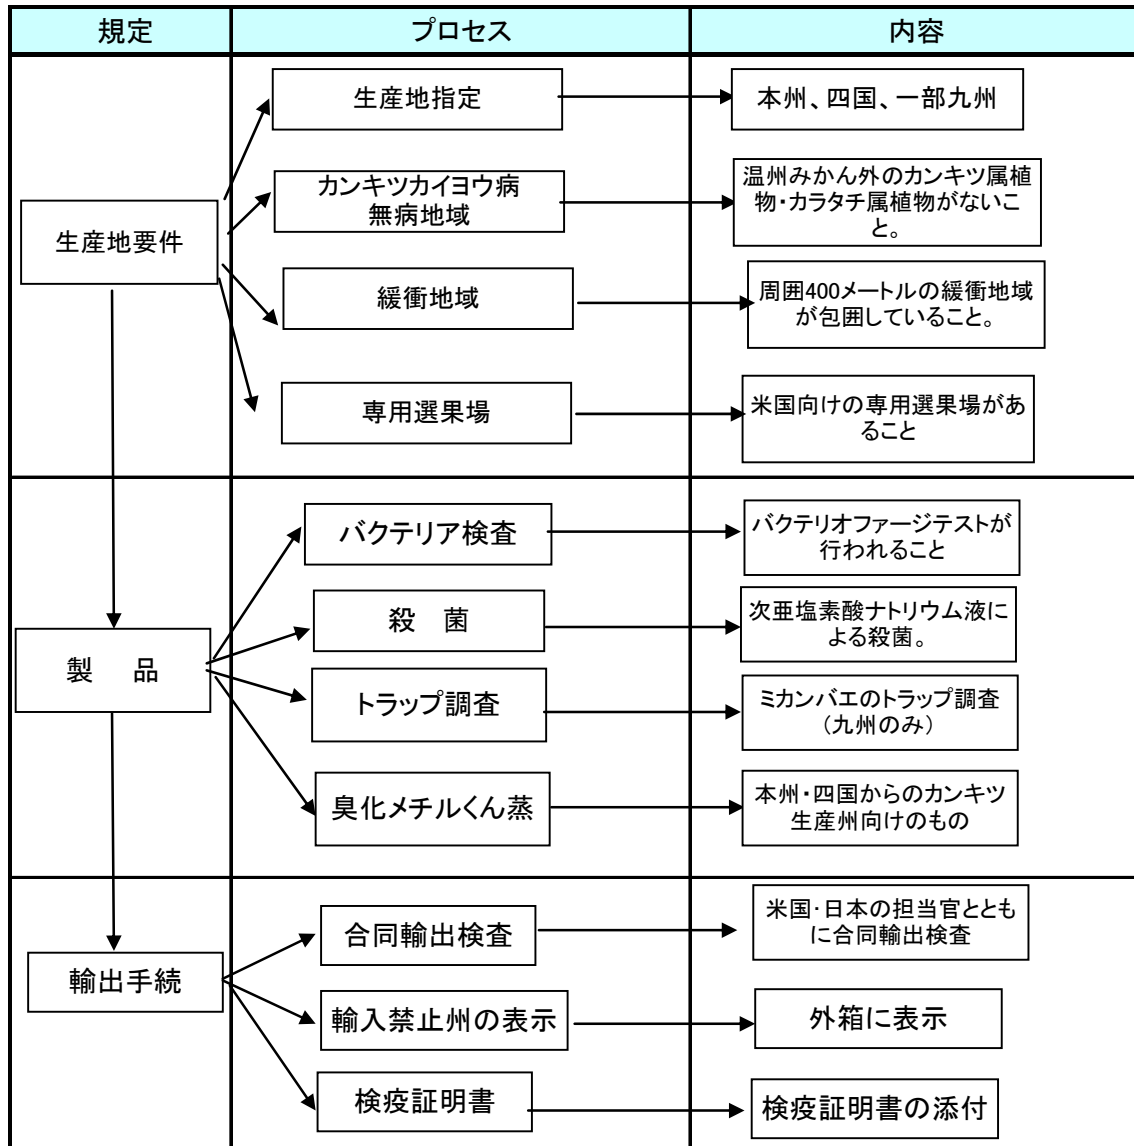 規定
プロセス
内容
生産地要件
生産地指定
本州、四国、一部九州
カンキツカイヨウ病
無病地域
温州みかん外のカンキツ属植
物・カラタチ属植物がないこ
と。
緩衝地域
周囲400メートルの緩衝地域
が包囲していること。
専用選果場
米国向けの専用選果場があ
ること
製　品
バクテリア検査
バクテリオファージテストが
行われること
殺　菌
次亜塩素酸ナトリウム液に
よる殺菌。
トラップ調査
ミカンバエのトラップ調査
（九州のみ）
臭化メチルくん蒸
本州・四国からのカンキツ
生産州向けのもの
輸出手続
合同輸出検査
米国・日本の担当官ととも
に合同輸出検査
輸入禁止州の表示
外箱に表示
検疫証明書
検疫証明書の添付